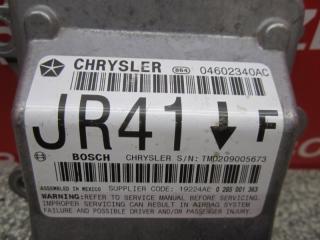 CHRYSLER 864 04602340AC
JR41 F
BOSCH CHRYSLER S/N: TMD209005673
ASSEMBLED IN MEXICO SUPPLIER CODE: 19224AE 0 285 001 363
WARNING: REFER TO SERVICE MANUAL BEFORE SERVICING.
IMPROPER SERVICING CAN RESULT IN AIRBAG SYSTEM
FAILURE AND POSSIBLE DRIVER AND/OR PASSENGER INJURY